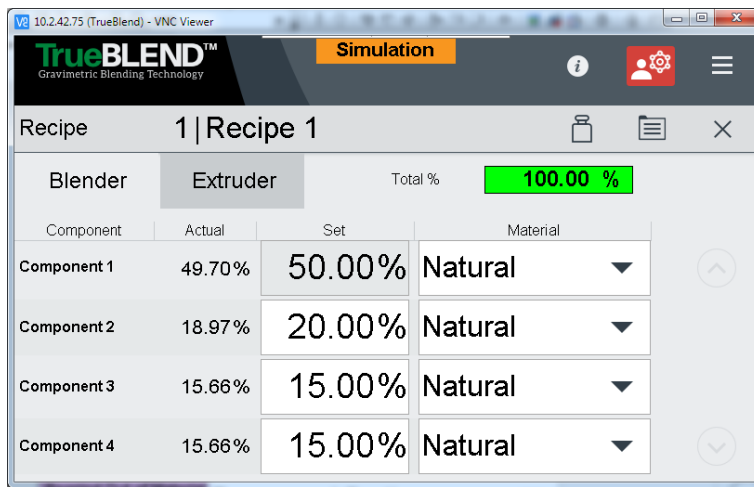 10.2.42.75 (TrueBlend) - VNC Viewer
TrueBLEND™
Gravimetric Blending Technology
Simulation
Recipe 1|Recipe 1
Blender Extruder Total % 100.00 %
Component Actual Set Material
Component 1 49.70% 50.00% Natural
Component 2 18.97% 20.00% Natural
Component 3 15.66% 15.00% Natural
Component 4 15.66% 15.00% Natural